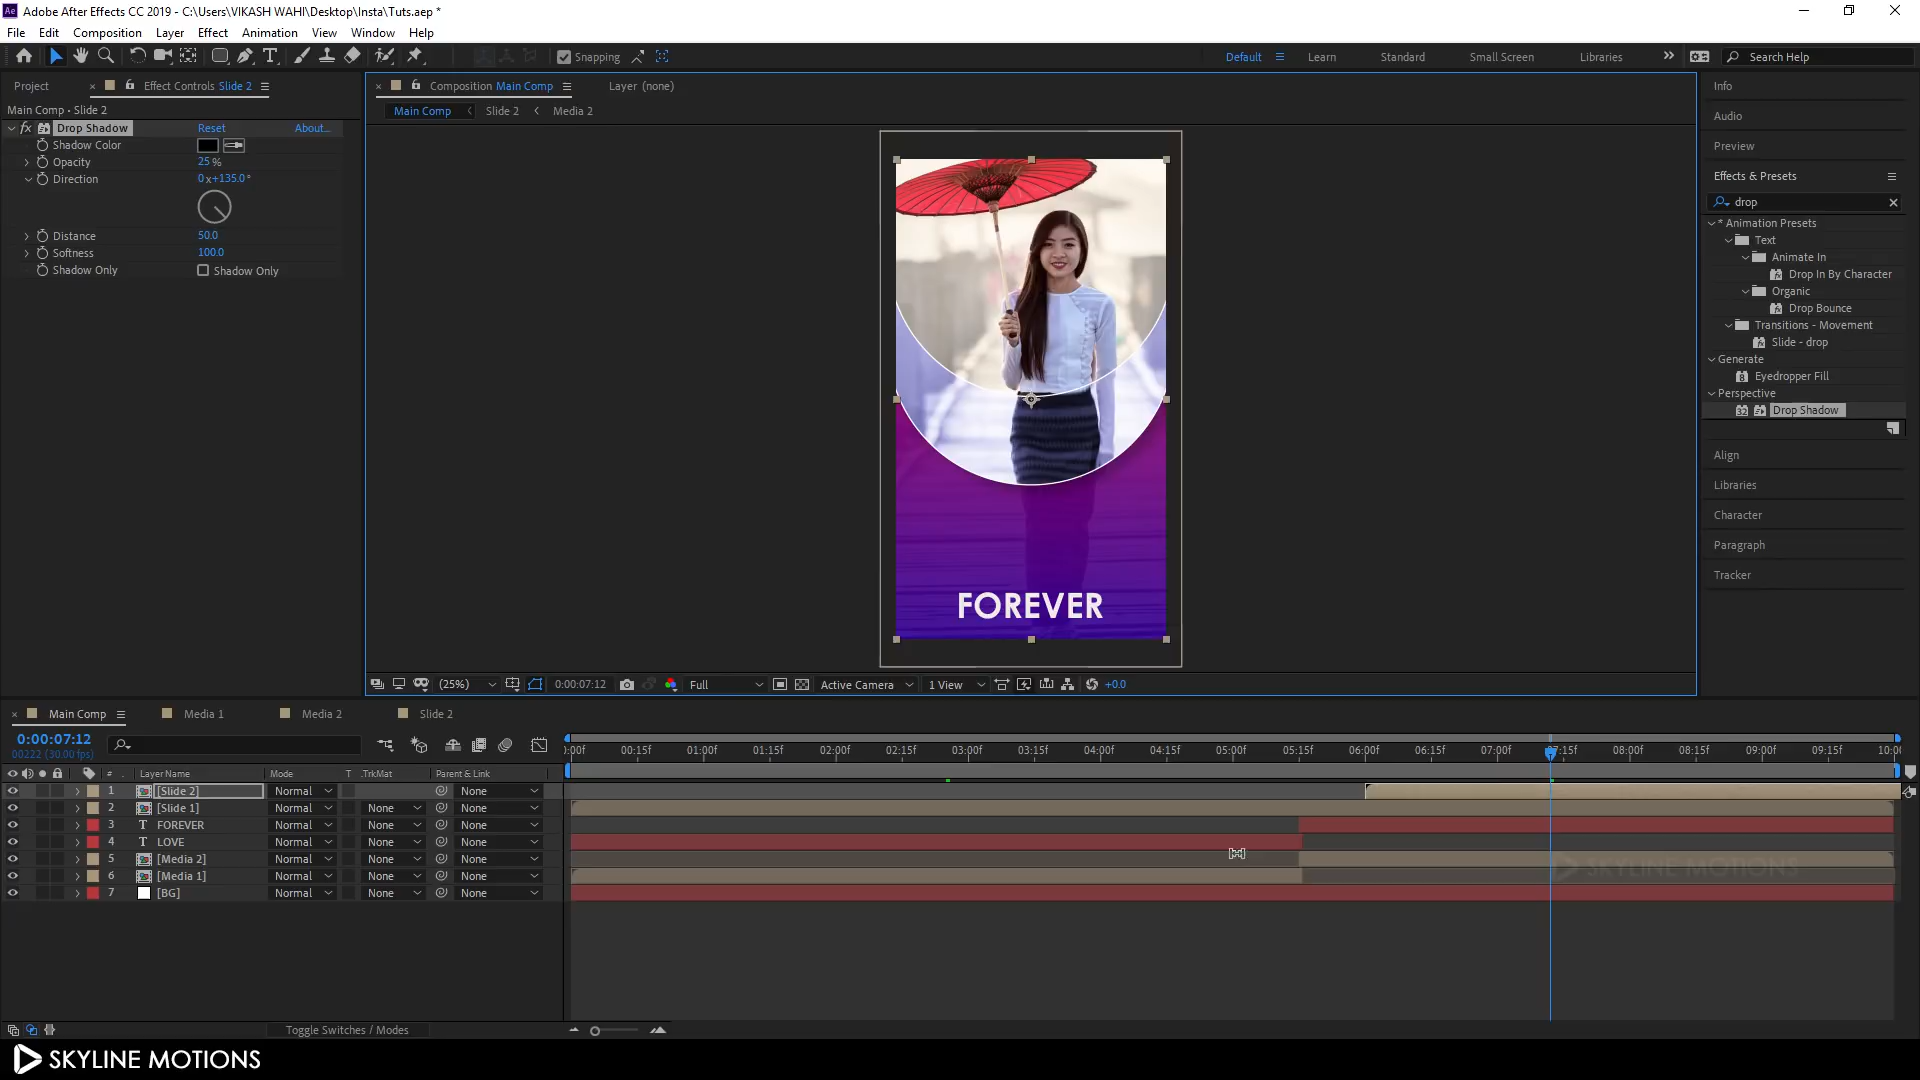 Ae Adobe After Effects CC 2019 - C:\Users\VIKASH WAHI\Desktop\Insta\Tuts.aep *
File Edit Composition Layer Effect Animation View Window Help
Snapping Default Learn Standard Small Screen Libraries Search Help
Project Effect Controls Slide 2 Composition Main Comp Layer (none) Info
Main Comp • Slide 2 Main Comp Slide 2 Media 2
fx Drop Shadow Reset About...
Shadow Color
Opacity 25 %
Direction 0x+135.0°
Distance 50.0
Softness 100.0
Shadow Only Shadow Only
FOREVER
Audio
Preview
Effects & Presets
drop
* Animation Presets
Text
Animate In
Drop In By Character
Organic
Drop Bounce
Transitions - Movement
Slide - drop
Generate
8 Eyedropper Fill
Perspective
32 Drop Shadow
Align
Libraries
Character
Paragraph
Tracker
(25%) 0:00:07:12 Full Active Camera 1 View +0.0
Main Comp Media 1 Media 2 Slide 2
0:00:07:12
00222 (30.00 fps)
:00f 00:15f 01:00f 01:15f 02:00f 02:15f 03:00f 03:15f 04:00f 04:15f 05:00f 05:15f 06:00f 06:15f 07:00f 07:15f 08:00f 08:15f 09:00f 09:15f 10:00
# Layer Name Mode T .TrkMat Parent & Link
1 [Slide 2] Normal None
2 [Slide 1] Normal None None
3 T FOREVER Normal None None
4 T LOVE Normal None None
5 [Media 2] Normal None None
6 [Media 1] Normal None None
7 [BG] Normal None None
SKYLINE MOTIONS
Toggle Switches / Modes
SKYLINE MOTIONS